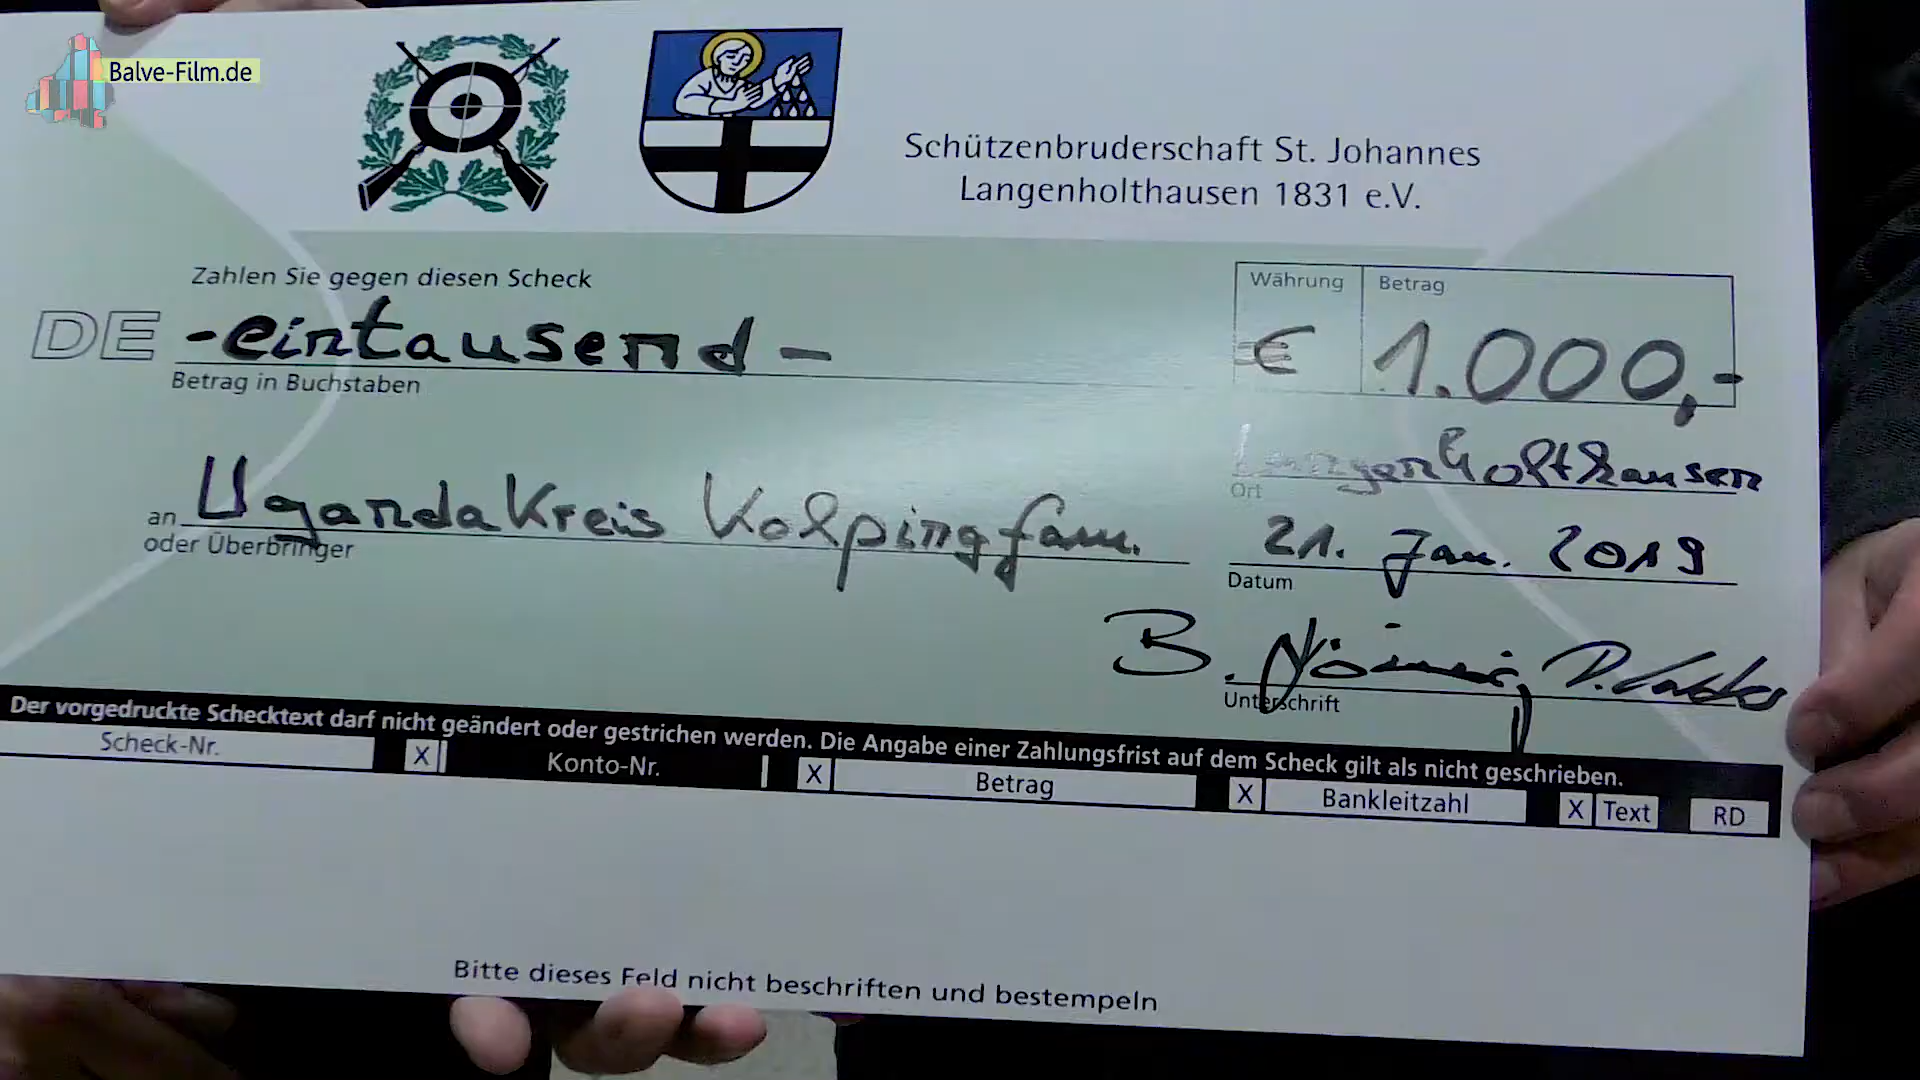 Balve-Film.de
Schützenbruderschaft St. Johannes
Langenholthausen 1831 e.V.
Zahlen Sie gegen diesen Scheck
Währung
Betrag
DE
-eintausend-
€ 1.000,-
Betrag in Buchstaben
Langenholthausen
Ort
an UgandaKreis Kolpingfam.
oder Überbringer
21. Jan. 2019
Datum
B.
Unterschrift
Der vorgedruckte Schecktext darf nicht geändert oder gestrichen werden. Die Angabe einer Zahlungsfrist auf dem Scheck gilt als nicht geschrieben.
Scheck-Nr. X Konto-Nr. X Betrag X Bankleitzahl X Text RD
Bitte dieses Feld nicht beschriften und bestempeln